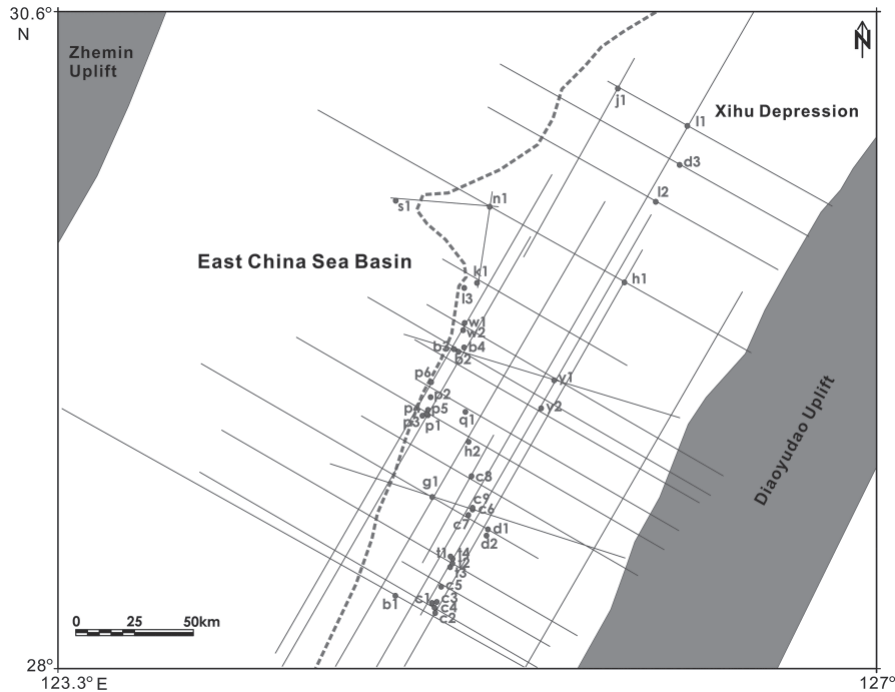 30.6°
N
Zhemin
Uplift
N
j1
l1
Xihu Depression
d3
l2
s1
n1
East China Sea Basin
k1
h1
l3
w1
w2
b3
b4
b2
p6
y1
p2
p4
p5
y2
p3
p1
q1
Diaoyudao Uplift
h2
c8
g1
c9
c6
c7
d1
d2
t1
t4
t2
t3
c5
b1
c1
c3
c4
c2
0
25
50km
28°
123.3° E
127°